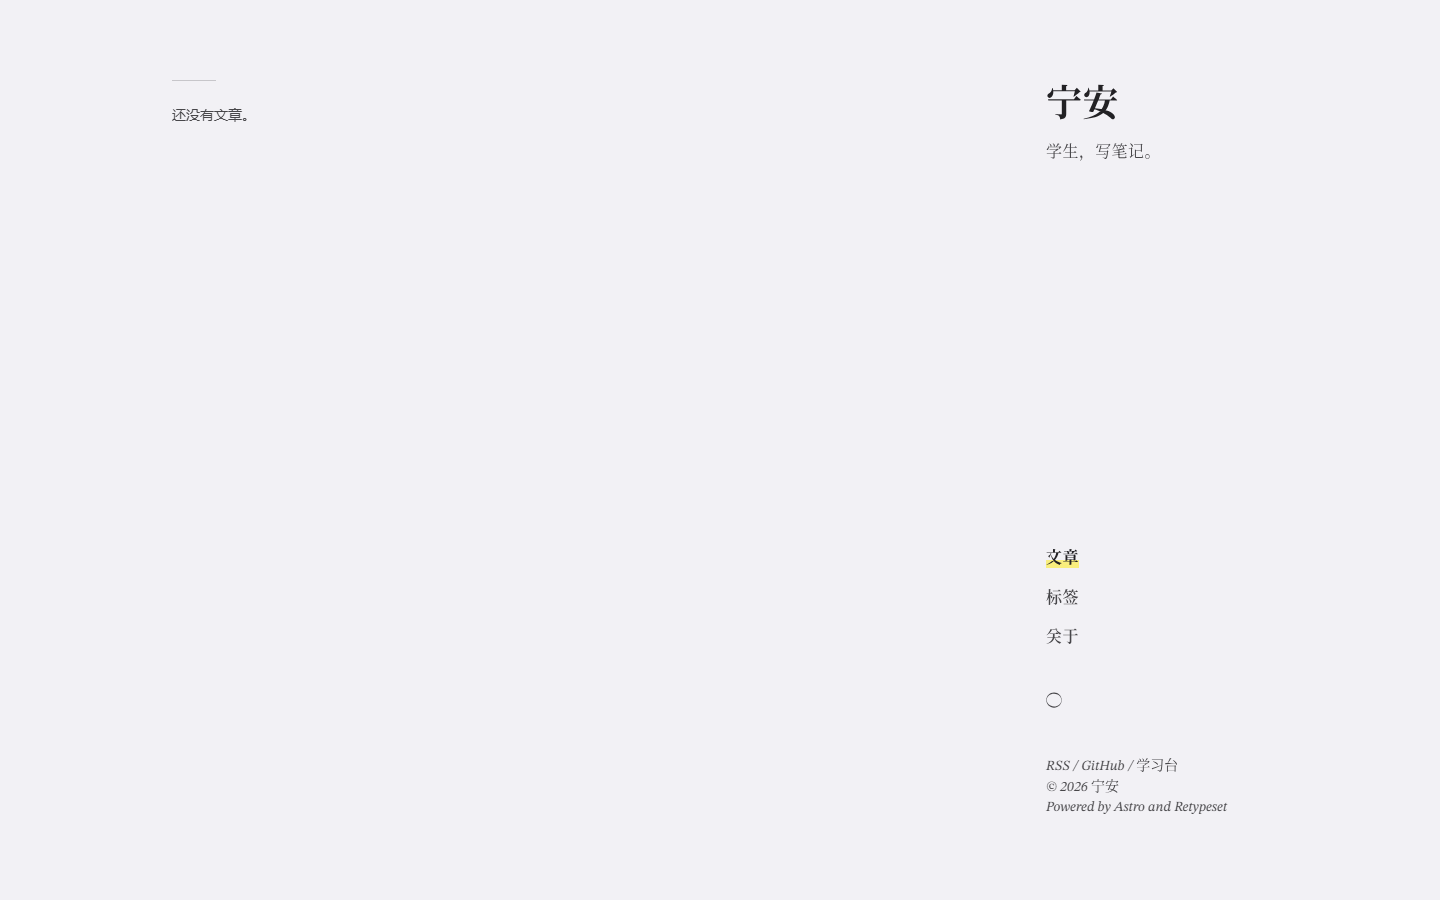 还没有文章。
宁安
学生，写笔记。
文章
标签
关于
RSS / GitHub / 学习台
© 2026 宁安
Powered by Astro and Retypeset